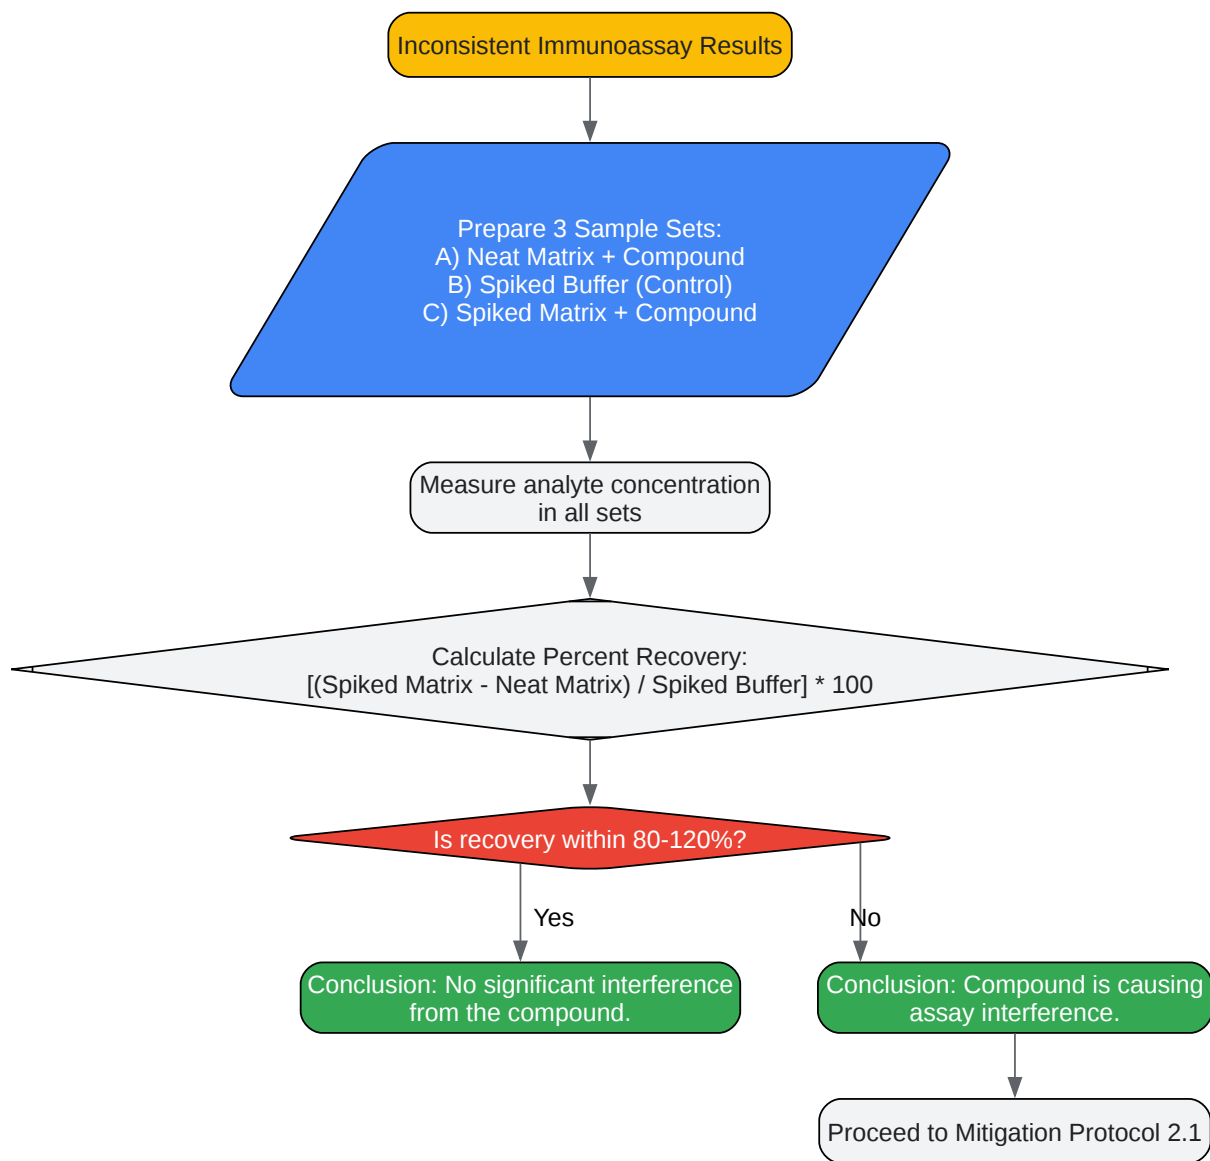 Inconsistent Immunoassay Results
Prepare 3 Sample Sets:
A) Neat Matrix + Compound
B) Spiked Buffer (Control)
C) Spiked Matrix + Compound
Measure analyte concentration
in all sets
Calculate Percent Recovery:
[(Spiked Matrix - Neat Matrix) / Spiked Buffer] * 100
Is recovery within 80-120%?
Yes
No
Conclusion: No significant interference
from the compound.
Conclusion: Compound is causing
assay interference.
Proceed to Mitigation Protocol 2.1